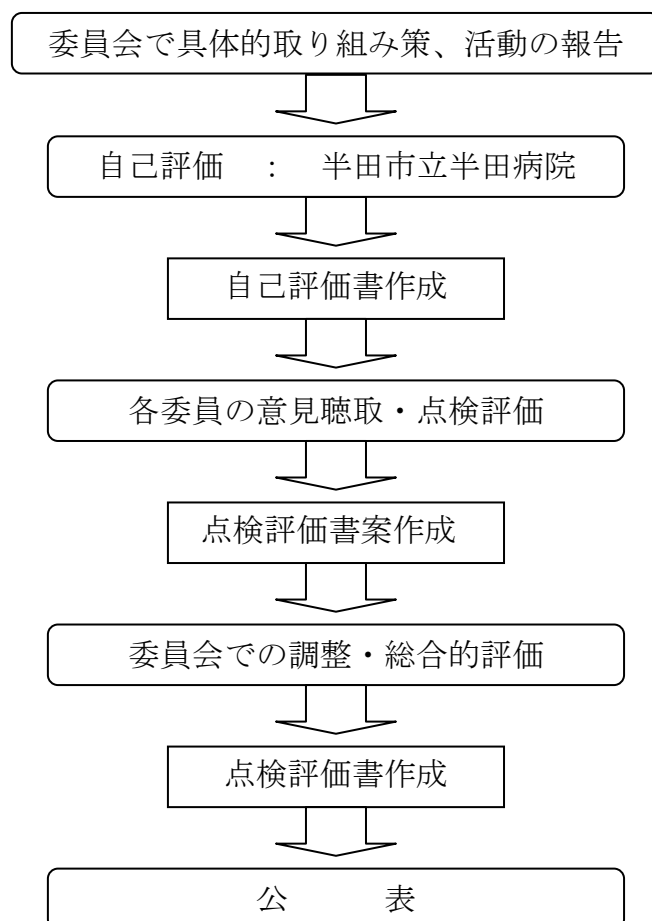 委員会で具体的取り組み策、活動の報告
自己評価 : 半田市立半田病院
自己評価書作成
各委員の意見聴取・点検評価
点検評価書案作成
委員会での調整・総合的評価
点検評価書作成
公 表